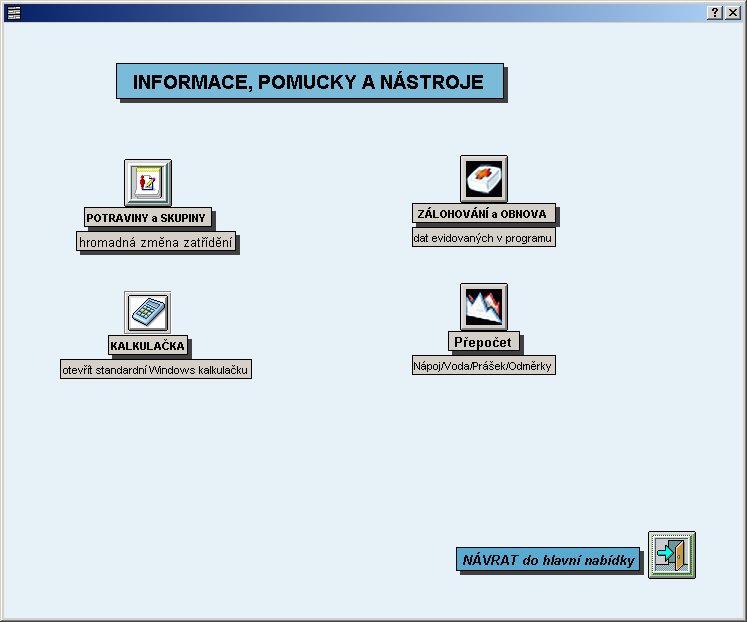 INFORMACE, POMUCKY A NÁSTROJE
POTRAVINY a SKUPINY
hromadná změna zatřídění
ZÁLOHOVÁNÍ a OBNOVA
dat evidovaných v programu
KALKULAČKA
otevřít standardní Windows kalkulačku
Přepočet
Nápoj/Voda/Prášek/Odměrky
NÁVRAT do hlavní nabídky